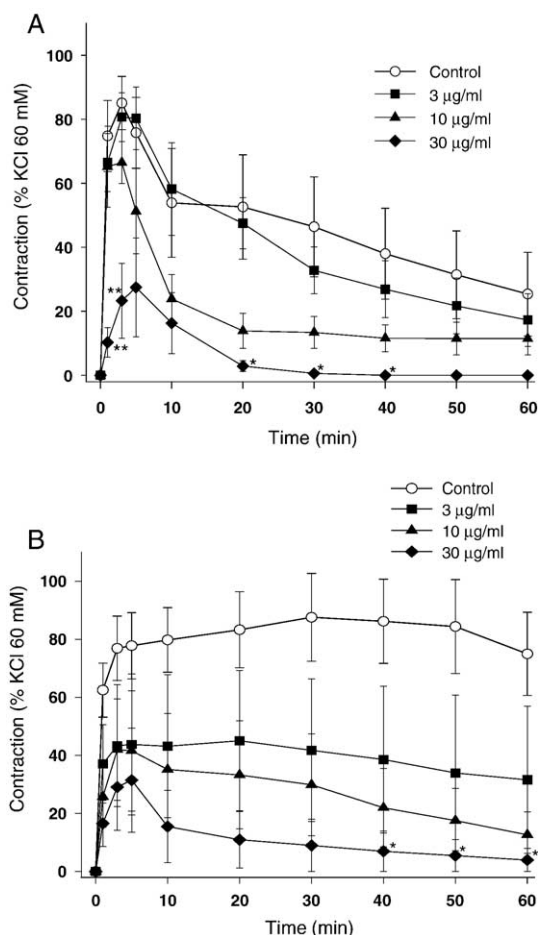 A
Control
3 μg/ml
10 μg/ml
30 μg/ml
Contraction (% KCl 60 mM)
100
80
60
40
20
0
**
**
*
*
*
0 10 20 30 40 50 60
Time (min)
B
Control
3 μg/ml
10 μg/ml
30 μg/ml
Contraction (% KCl 60 mM)
100
80
60
40
20
0
*
*
*
0 10 20 30 40 50 60
Time (min)